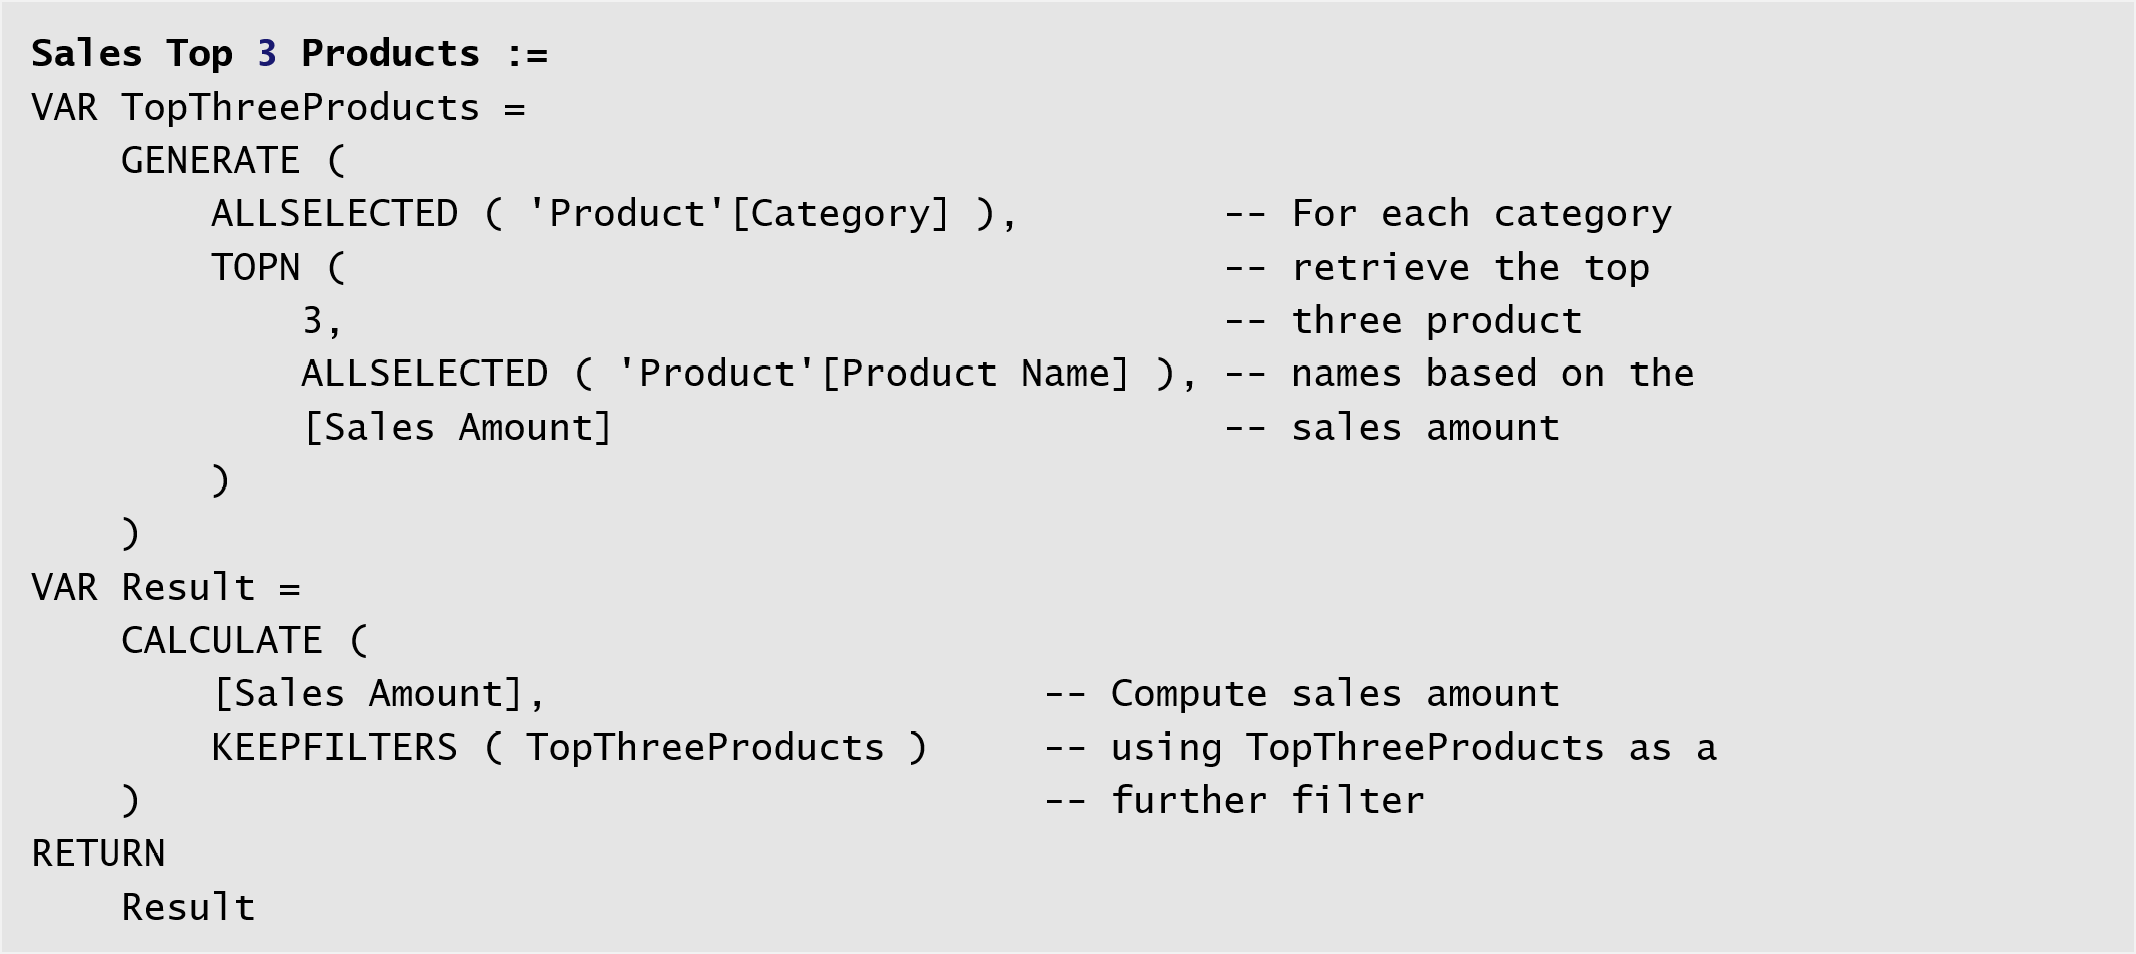 Sales Top 3 Products :=
VAR TopThreeProducts =
    GENERATE (
        ALLSELECTED ( 'Product'[Category] ),         -- For each category
        TOPN (                                       -- retrieve the top
            3,                                       -- three product
            ALLSELECTED ( 'Product'[Product Name] ), -- names based on the
            [Sales Amount]                           -- sales amount
        )
    )
VAR Result =
    CALCULATE (
        [Sales Amount],                      -- Compute sales amount
        KEEPFILTERS ( TopThreeProducts )     -- using TopThreeProducts as a
    )                                        -- further filter
RETURN
    Result